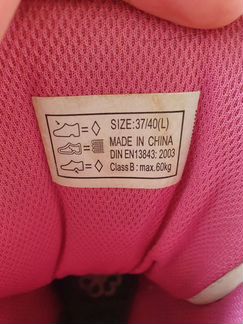 SIZE:37/40(L)
MADE IN CHINA
DIN EN13843: 2003
Class B : max.60kg